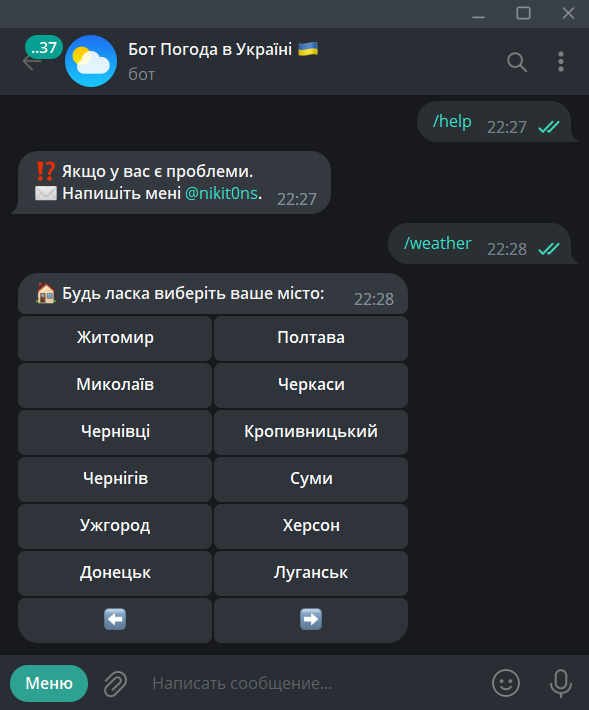 ..37
Бот Погода в Україні 🇺🇦
бот
/help 22:27
⁉️ Якщо у вас є проблеми.
✉️ Напишіть мені @nikit0ns. 22:27
/weather 22:28
🏠 Будь ласка виберіть ваше місто: 22:28
Житомир Полтава
Миколаїв Черкаси
Чернівці Кропивницький
Чернігів Суми
Ужгород Херсон
Донецьк Луганськ
⬅️ ➡️
Меню Написать сообщение...